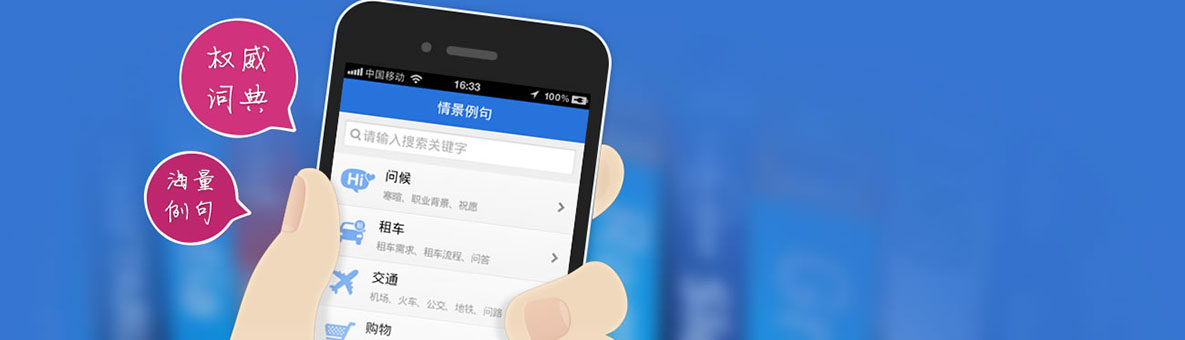 权威
词典
海量
例句
中国移动
16:33
100%
情景例句
请输入搜索关键字
Hi
问候
寒暄、职业背景、祝愿
租车
租车需求、租车流程、问答
交通
机场、火车、公交、地铁、问路
购物